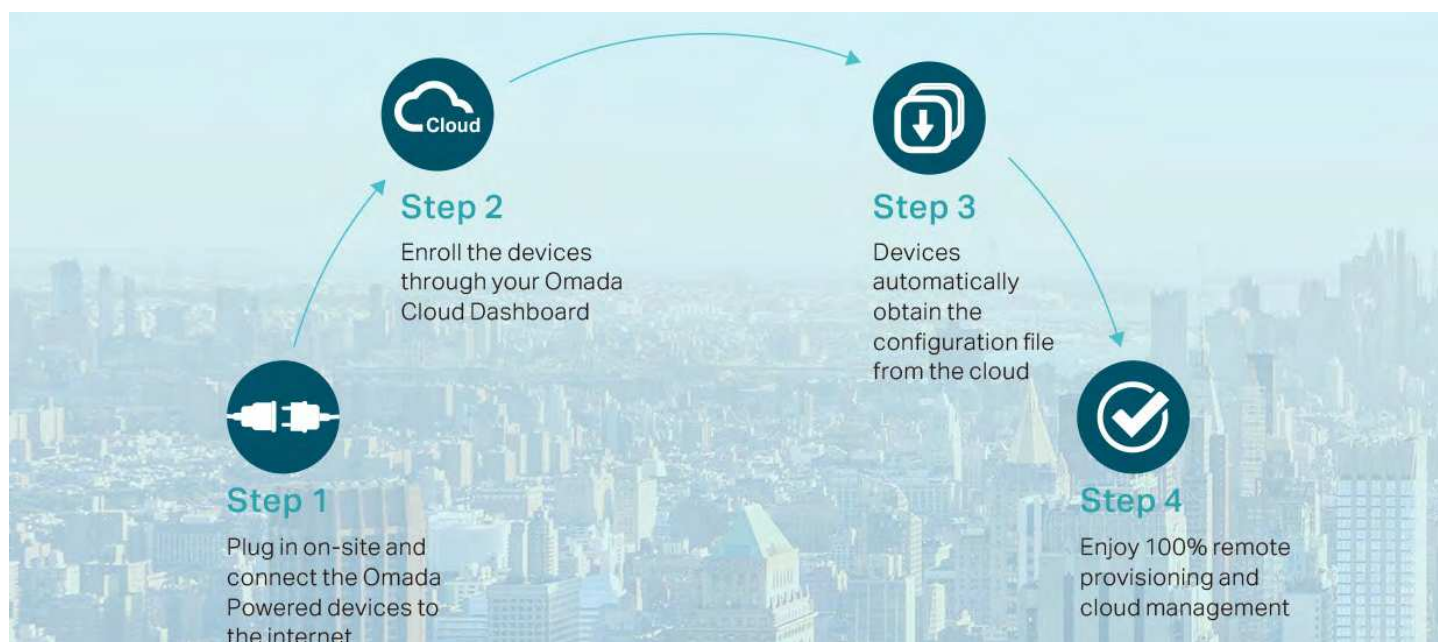 Cloud
Step 1
Plug in on-site and
connect the Omada
Powered devices to
the internet
Step 2
Enroll the devices
through your Omada
Cloud Dashboard
Step 3
Devices
automatically
obtain the
configuration file
from the cloud
Step 4
Enjoy 100% remote
provisioning and
cloud management